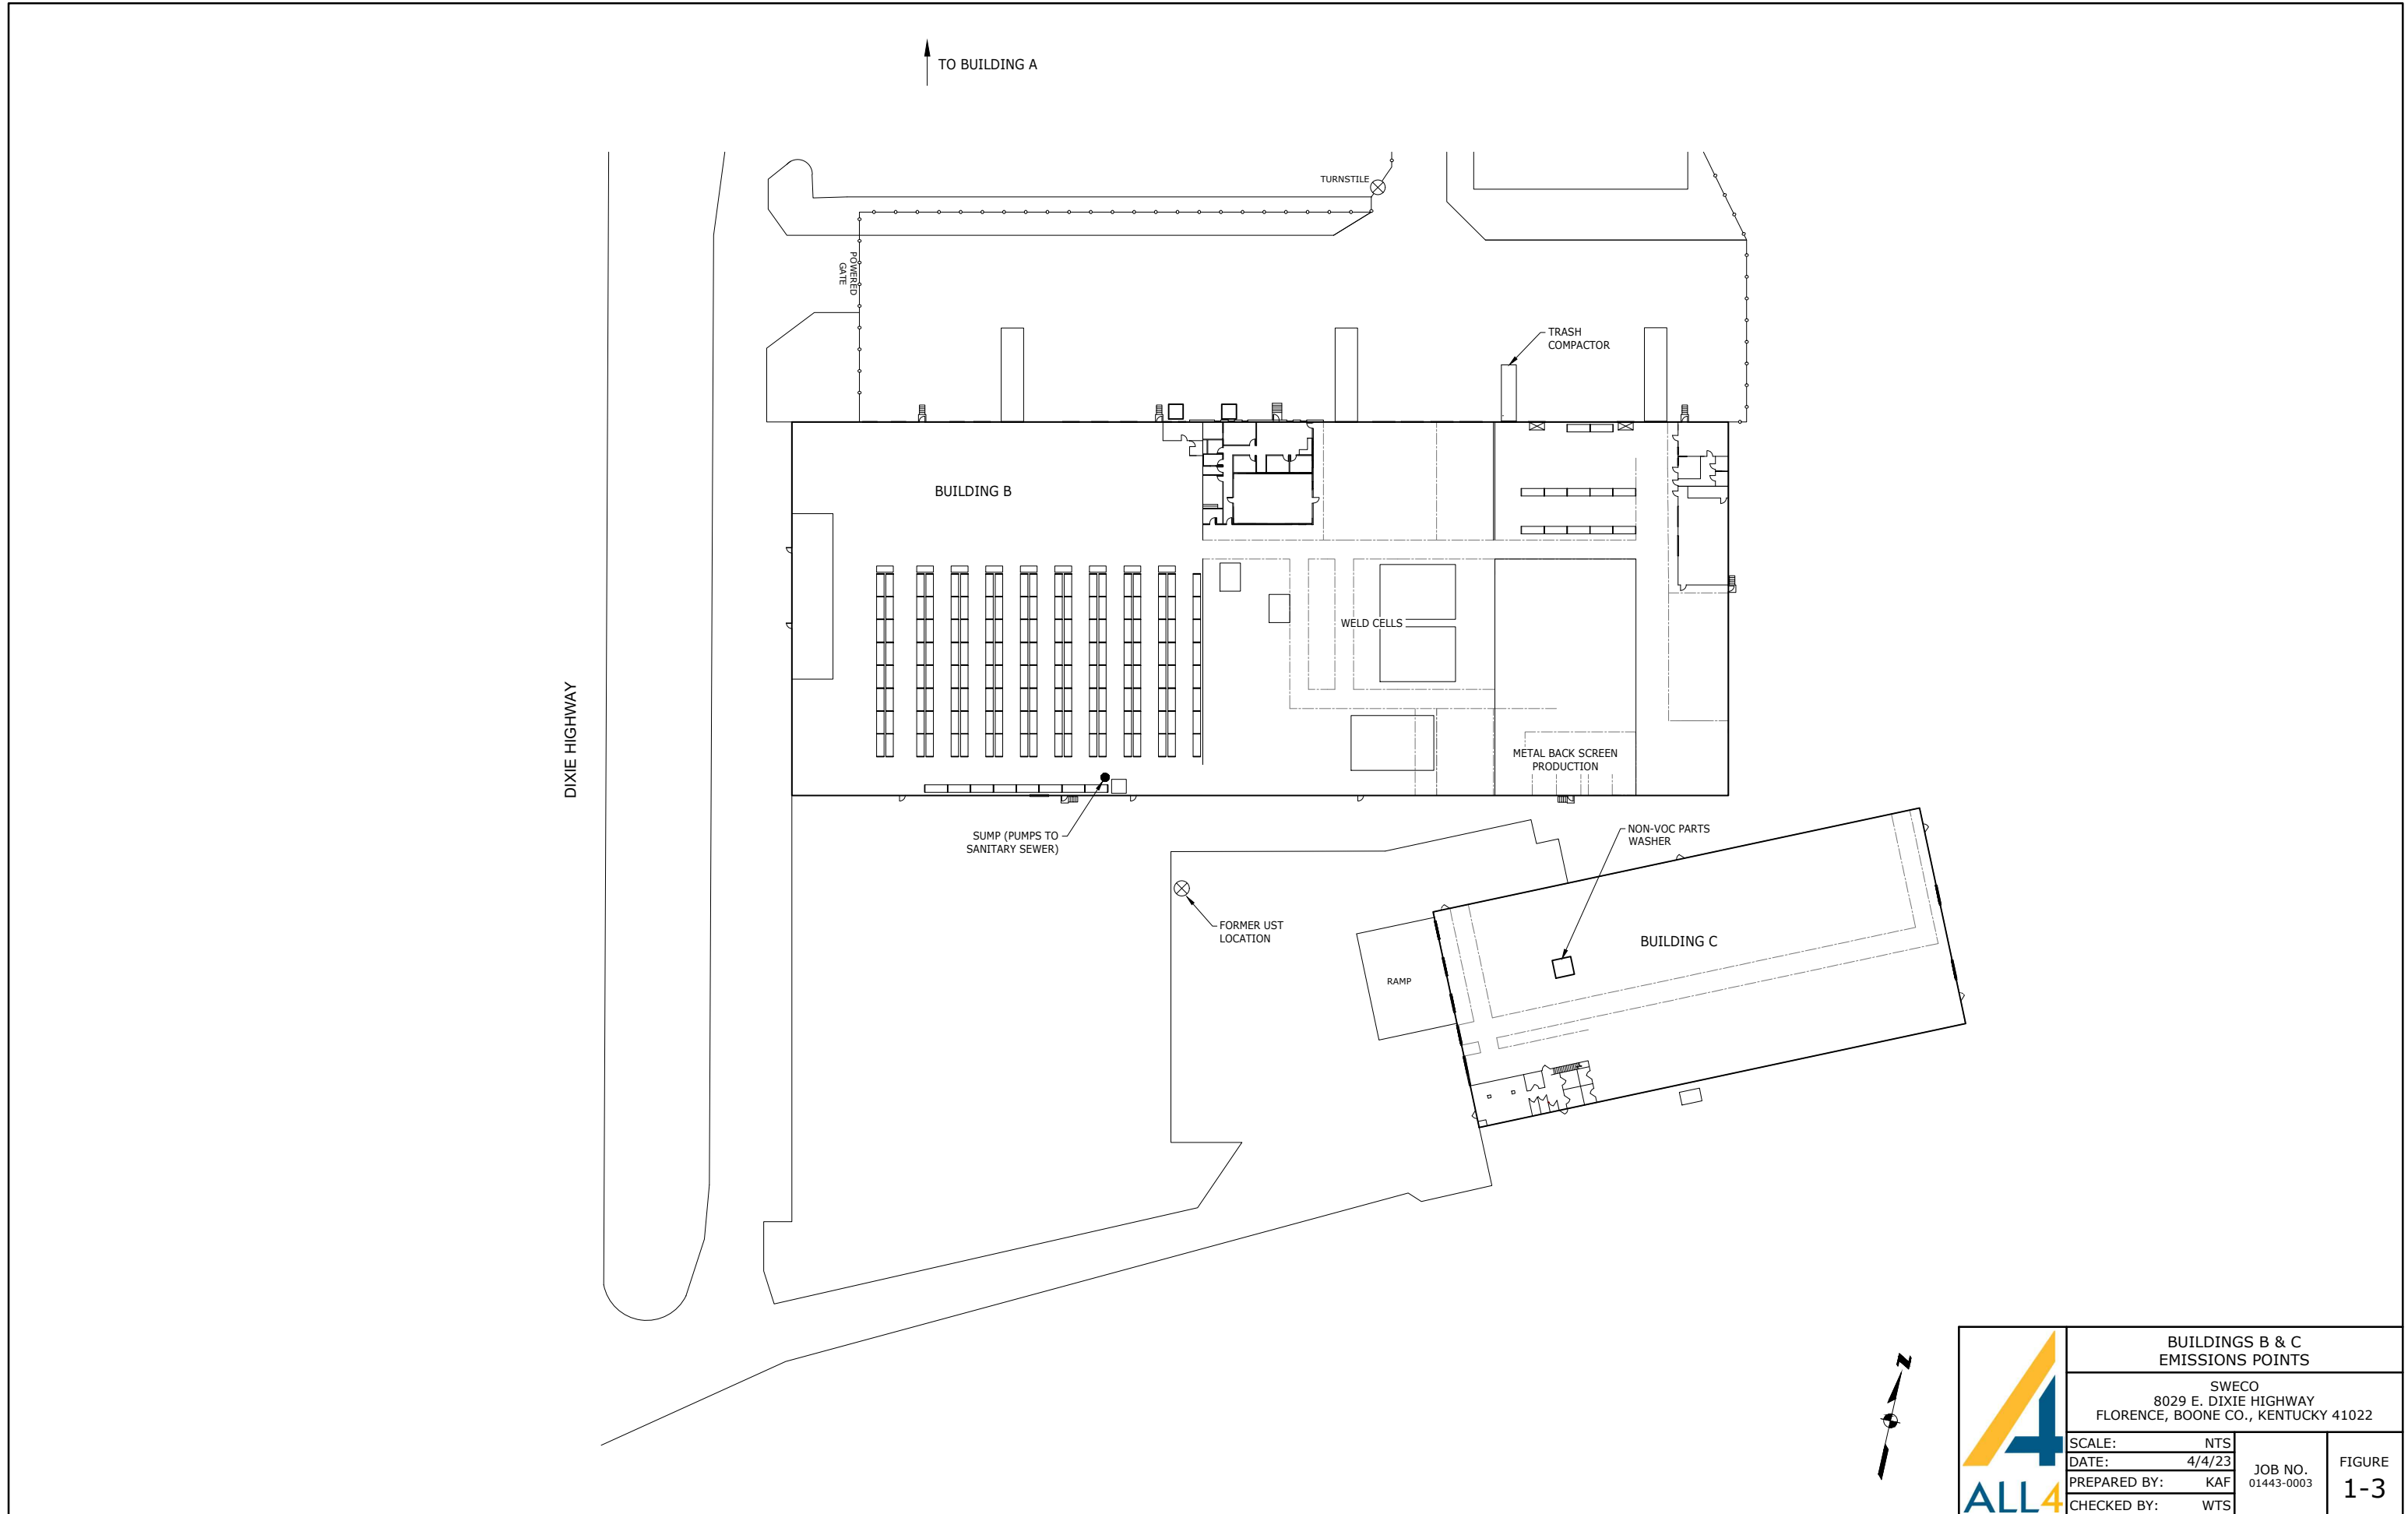 TO BUILDING A
TURNSTILE
POWERED
GATE
TRASH
COMPACTOR
BUILDING B
WELD CELLS
DIXIE HIGHWAY
METAL BACK SCREEN
PRODUCTION
SUMP (PUMPS TO
SANITARY SEWER)
NON-VOC PARTS
WASHER
FORMER UST
LOCATION
BUILDING C
RAMP
N
BUILDINGS B & C
EMISSIONS POINTS
SWECO
8029 E. DIXIE HIGHWAY
FLORENCE, BOONE CO., KENTUCKY 41022
SCALE: NTS
DATE: 4/4/23
PREPARED BY: KAF
CHECKED BY: WTS
JOB NO.
01443-0003
FIGURE
1-3
4
ALL4